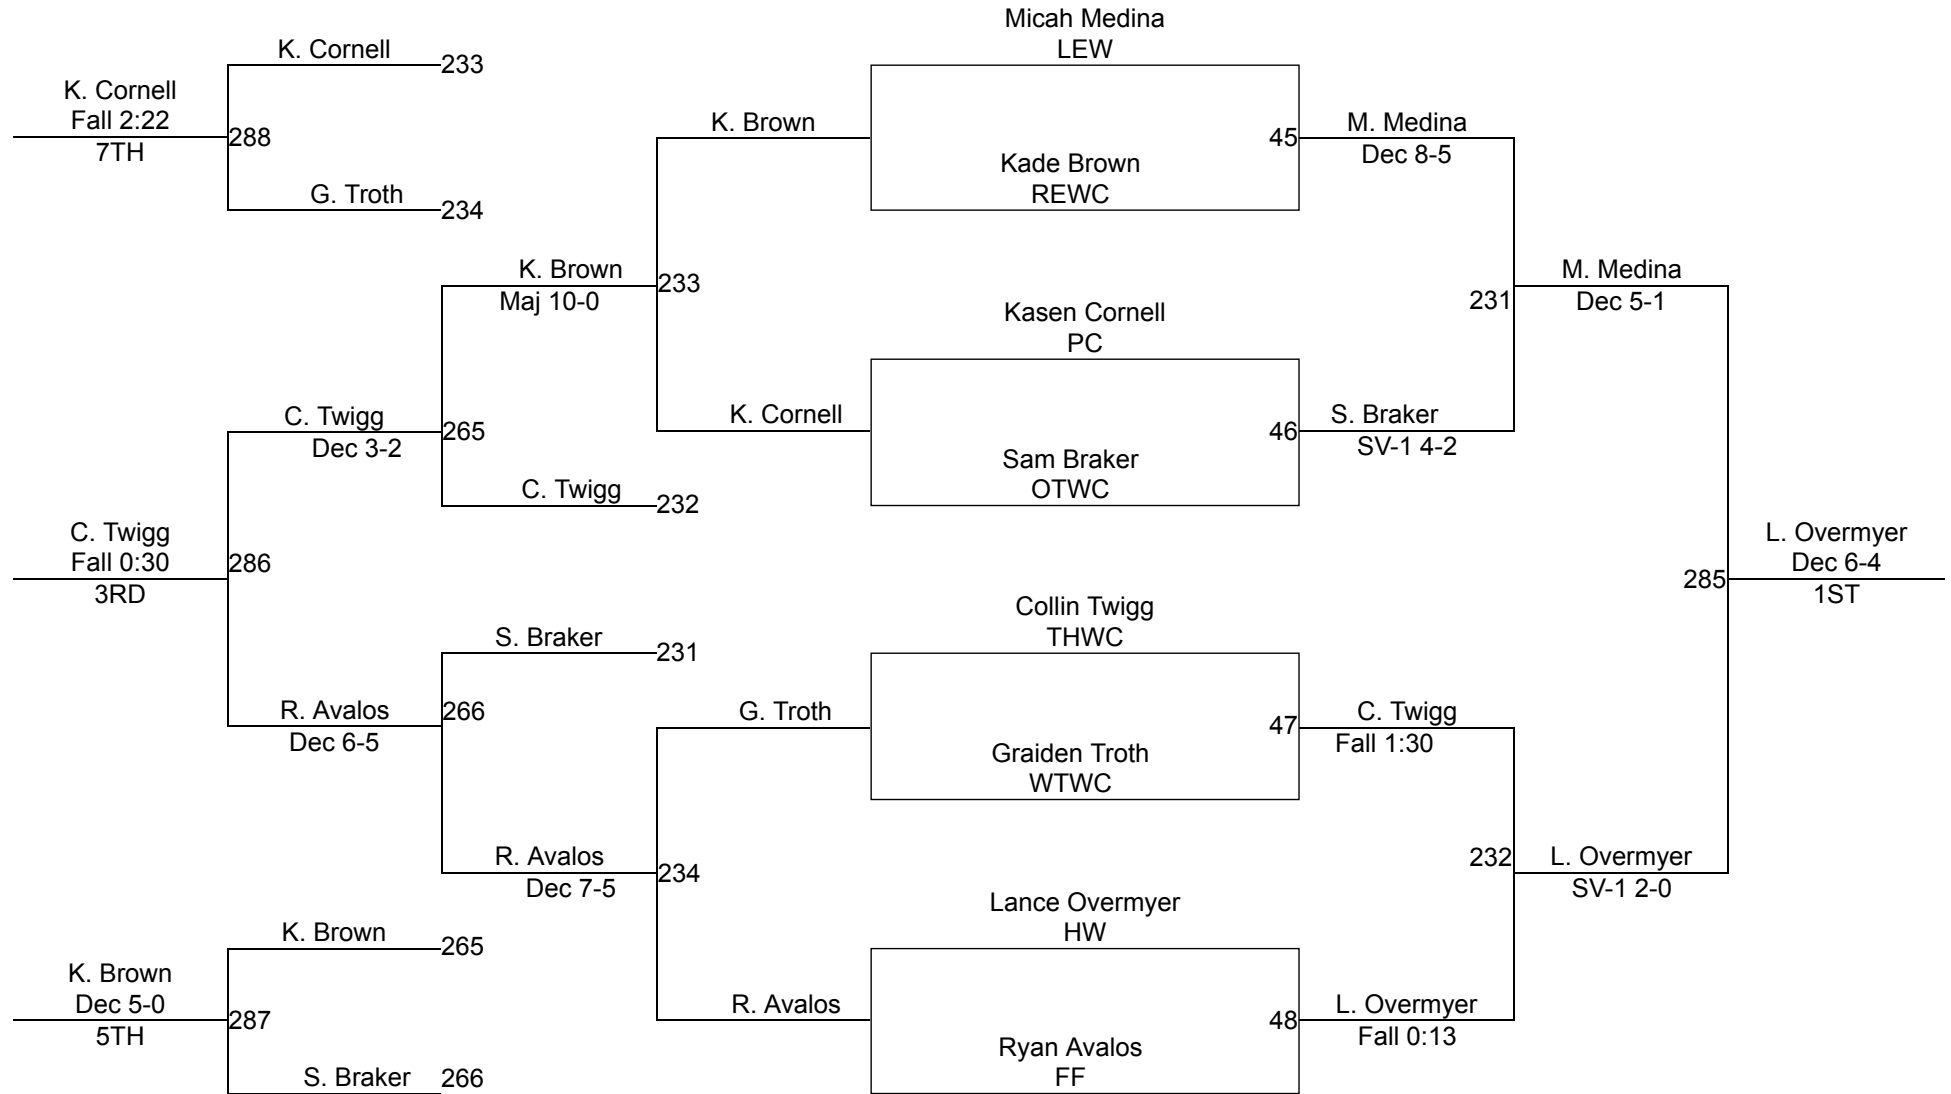 Micah Medina
LEW
K. Cornell
233
K. Cornell
Fall 2:22
7TH
288
G. Troth
234
K. Brown
Kade Brown
REWC
45
M. Medina
Dec 8-5
K. Brown
Maj 10-0
233
Kasen Cornell
PC
231
M. Medina
Dec 5-1
C. Twigg
Dec 3-2
265
K. Cornell
Sam Braker
OTWC
46
S. Braker
SV-1 4-2
C. Twigg
232
C. Twigg
Fall 0:30
3RD
286
285
L. Overmyer
Dec 6-4
1ST
S. Braker
231
Collin Twigg
THWC
R. Avalos
Dec 6-5
266
G. Troth
Graiden Troth
WTWC
47
C. Twigg
Fall 1:30
R. Avalos
Dec 7-5
234
232
L. Overmyer
SV-1 2-0
Lance Overmyer
HW
K. Brown
265
K. Brown
Dec 5-0
5TH
287
R. Avalos
Ryan Avalos
FF
48
L. Overmyer
Fall 0:13
S. Braker
266